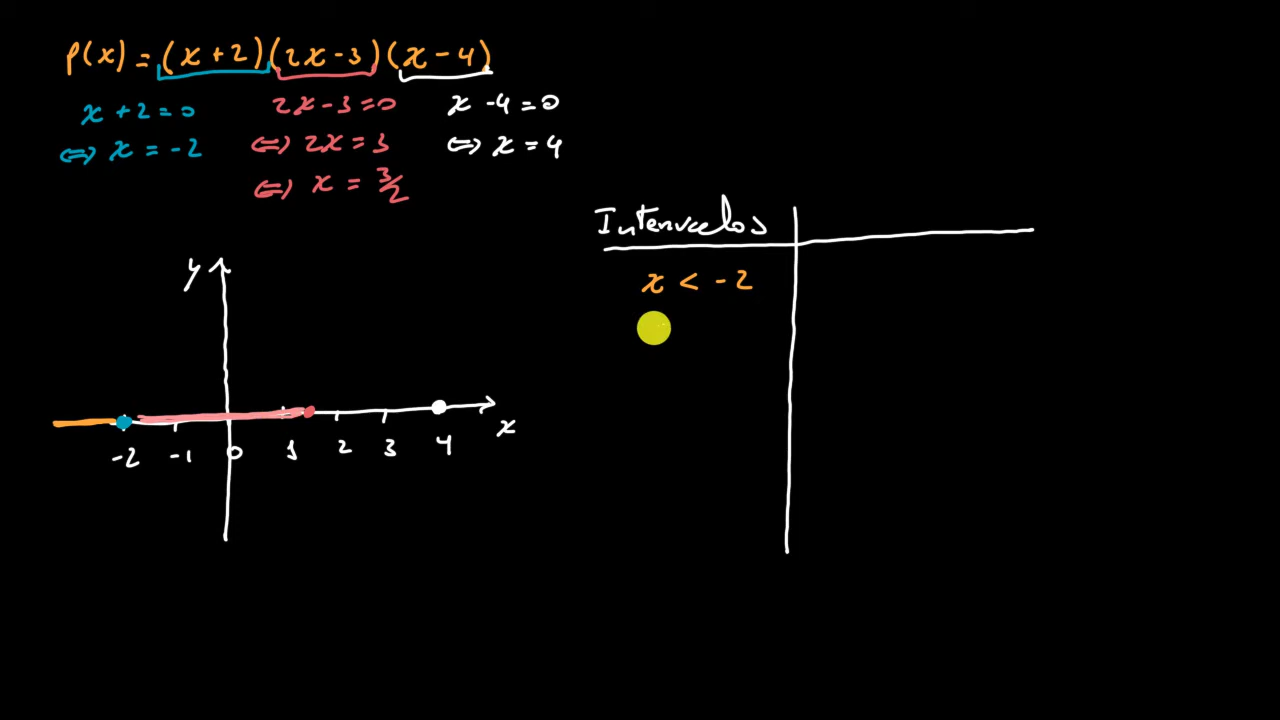 P(x) = (x+2)(2x-3)(x-4)
x+2=0 2x-3=0 x-4=0
⇔ x=-2 ⇔ 2x=3 ⇔ x=4
⇔ x = 3/2
Intervalos
y
x < -2
-2 -1 0 1 2 3 4 x